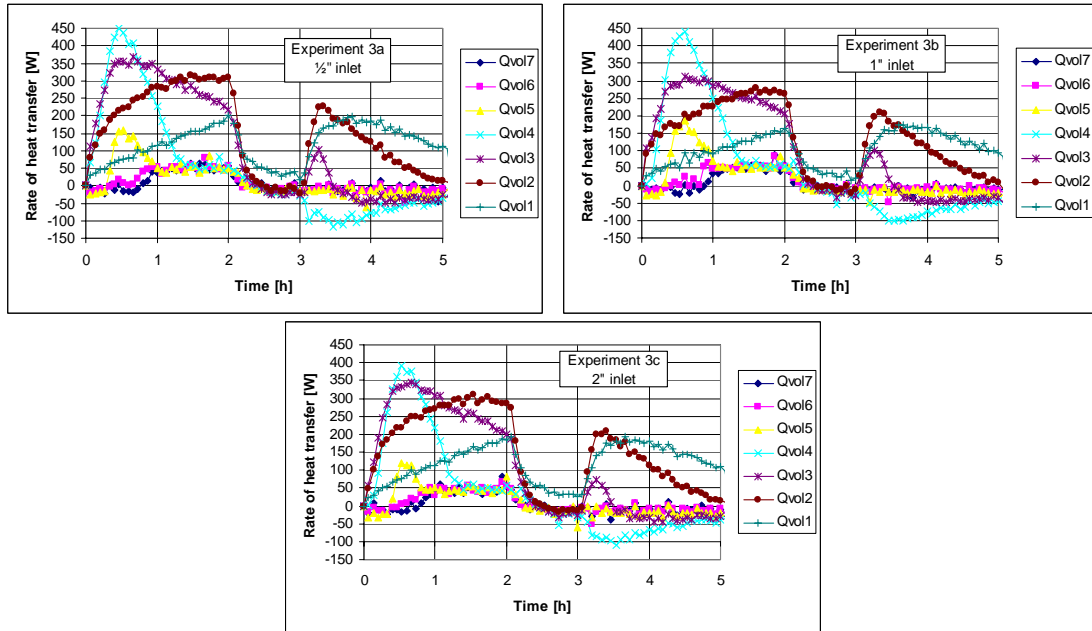 450
400
350
300
250
200
150
100
50
0
-50
-100
-150
Rate of heat transfer [W]
Experiment 3a
½" inlet
0 1 2 3 4 5
Time [h]
Qvol7
Qvol6
Qvol5
Qvol4
Qvol3
Qvol2
Qvol1
450
400
350
300
250
200
150
100
50
0
-50
-100
-150
Rate of heat transfer [W]
Experiment 3b
1" inlet
0 1 2 3 4 5
Time [h]
Qvol7
Qvol6
Qvol5
Qvol4
Qvol3
Qvol2
Qvol1
450
400
350
300
250
200
150
100
50
0
-50
-100
-150
Rate of heat transfer [W]
Experiment 3c
2" inlet
0 1 2 3 4 5
Time [h]
Qvol7
Qvol6
Qvol5
Qvol4
Qvol3
Qvol2
Qvol1